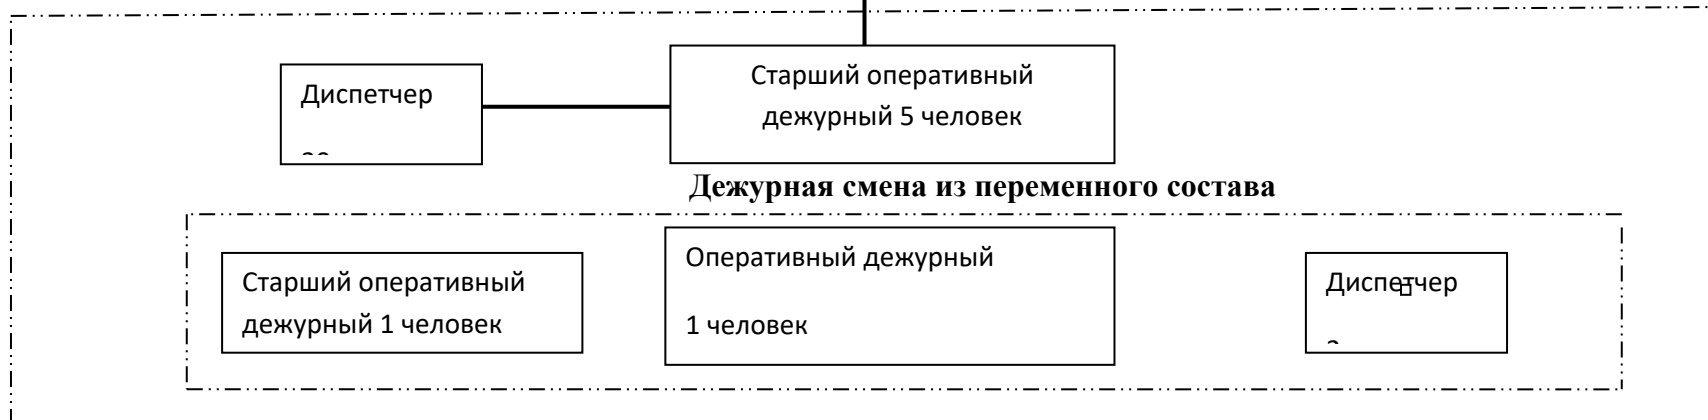 Диспетчер
Старший оперативный
дежурный 5 человек
Дежурная смена из переменного состава
Старший оперативный
дежурный 1 человек
Оперативный дежурный
1 человек
Диспетчер